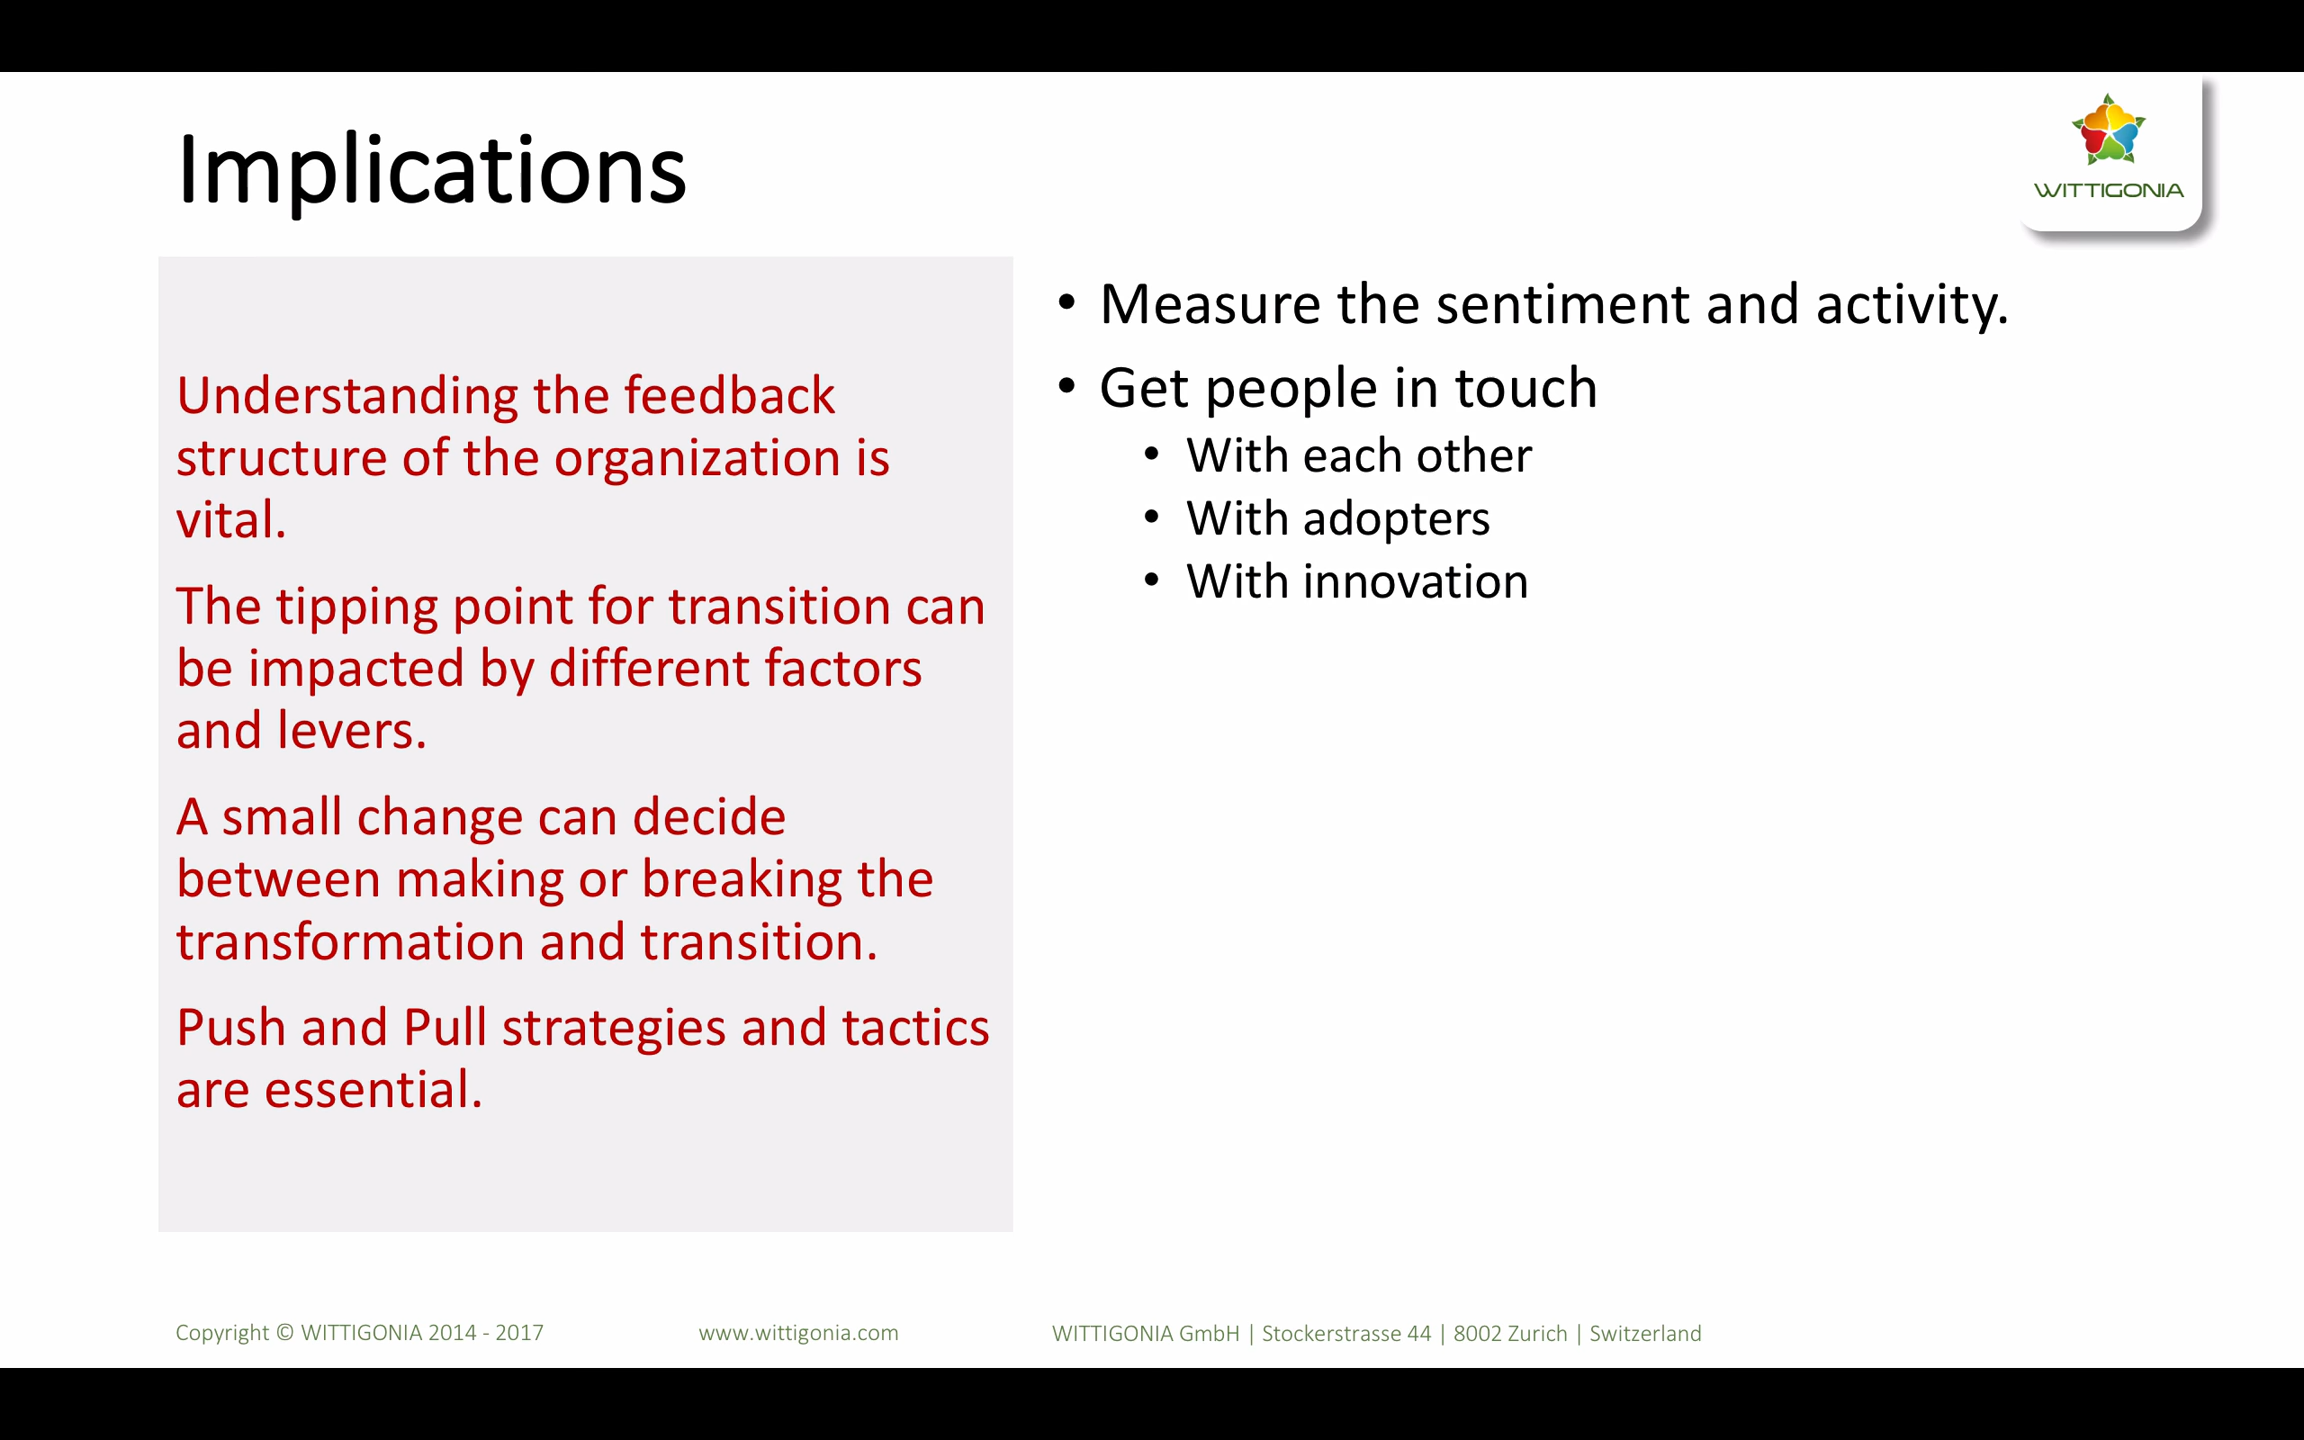 Implications
WITTIGONIA
Understanding the feedback
structure of the organization is
vital.
The tipping point for transition can
be impacted by different factors
and levers.
A small change can decide
between making or breaking the
transformation and transition.
Push and Pull strategies and tactics
are essential.
• Measure the sentiment and activity.
• Get people in touch
• With each other
• With adopters
• With innovation
Copyright © WITTIGONIA 2014 - 2017
www.wittigonia.com
WITTIGONIA GmbH | Stockerstrasse 44 | 8002 Zurich | Switzerland